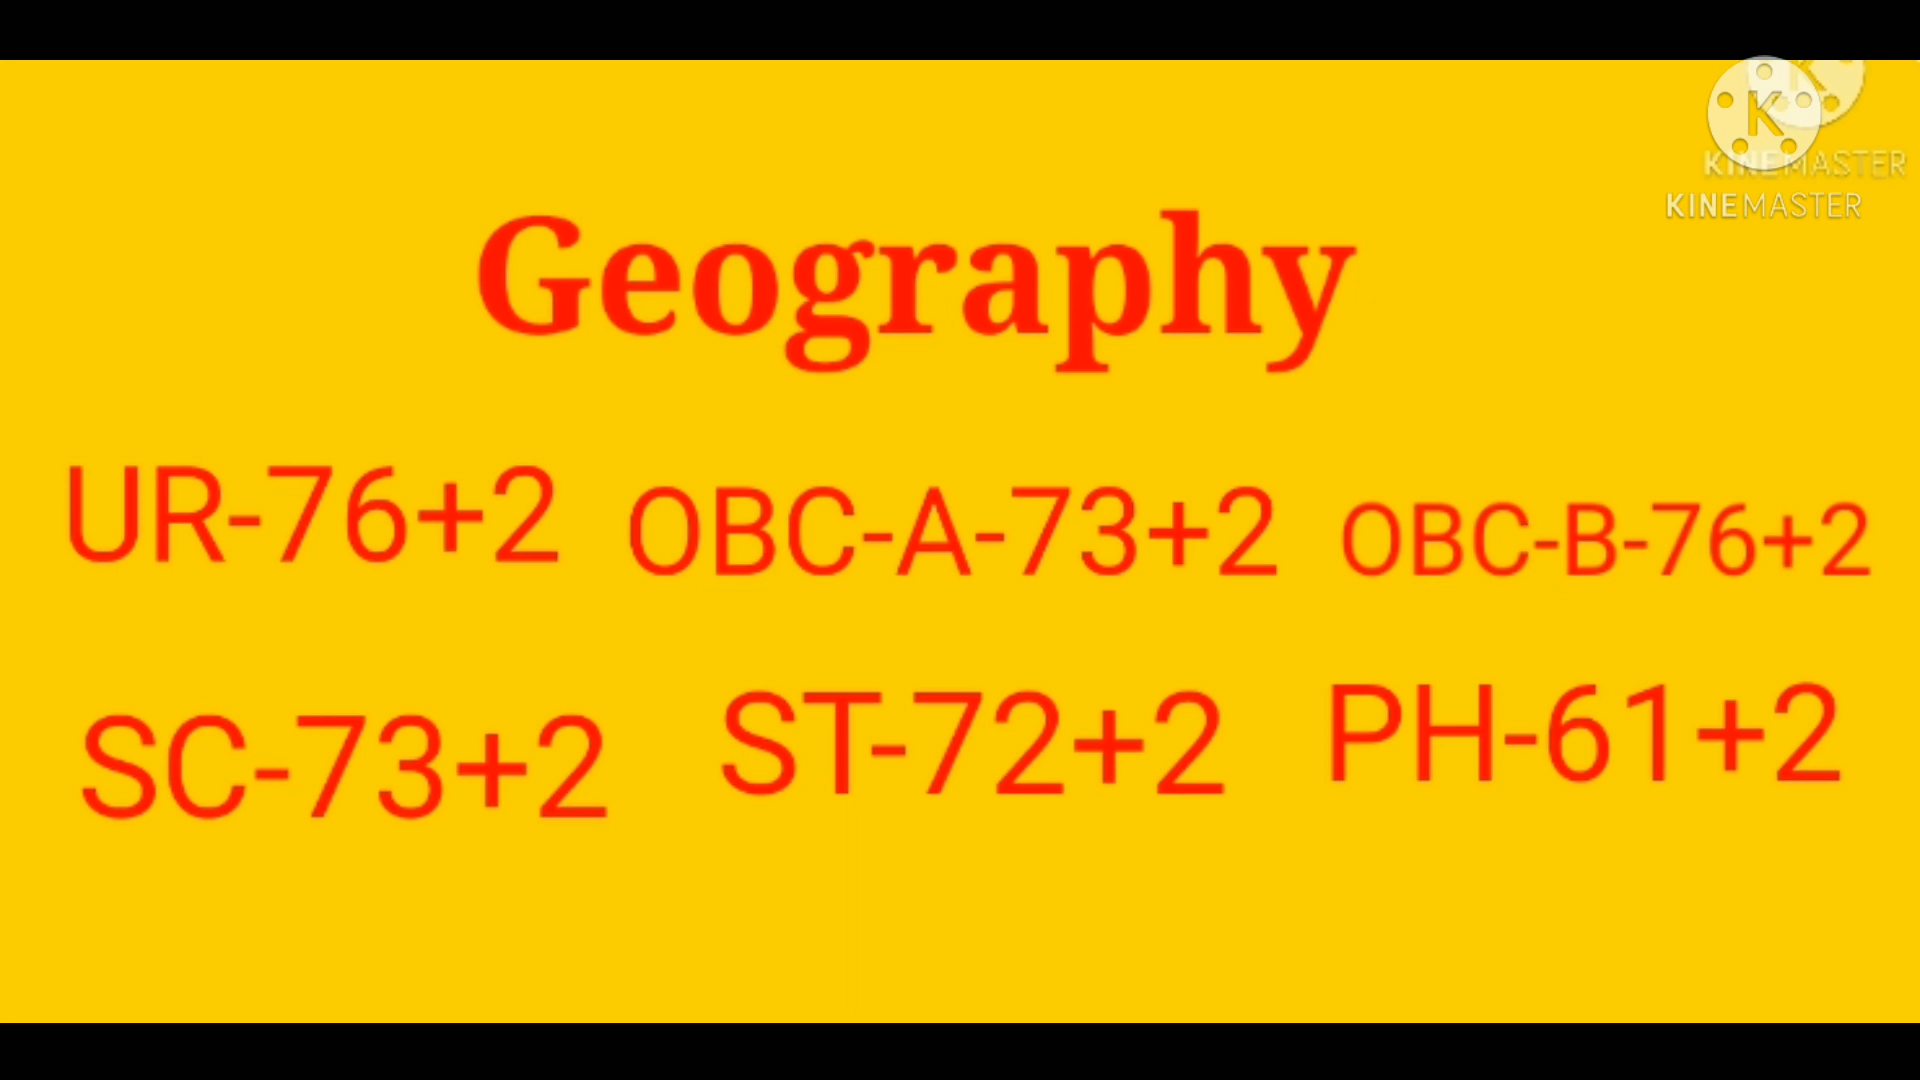 K
KINEMASTER
KINEMASTER
Geography
UR-76+2 OBC-A-73+2 OBC-B-76+2
SC-73+2 ST-72+2 PH-61+2